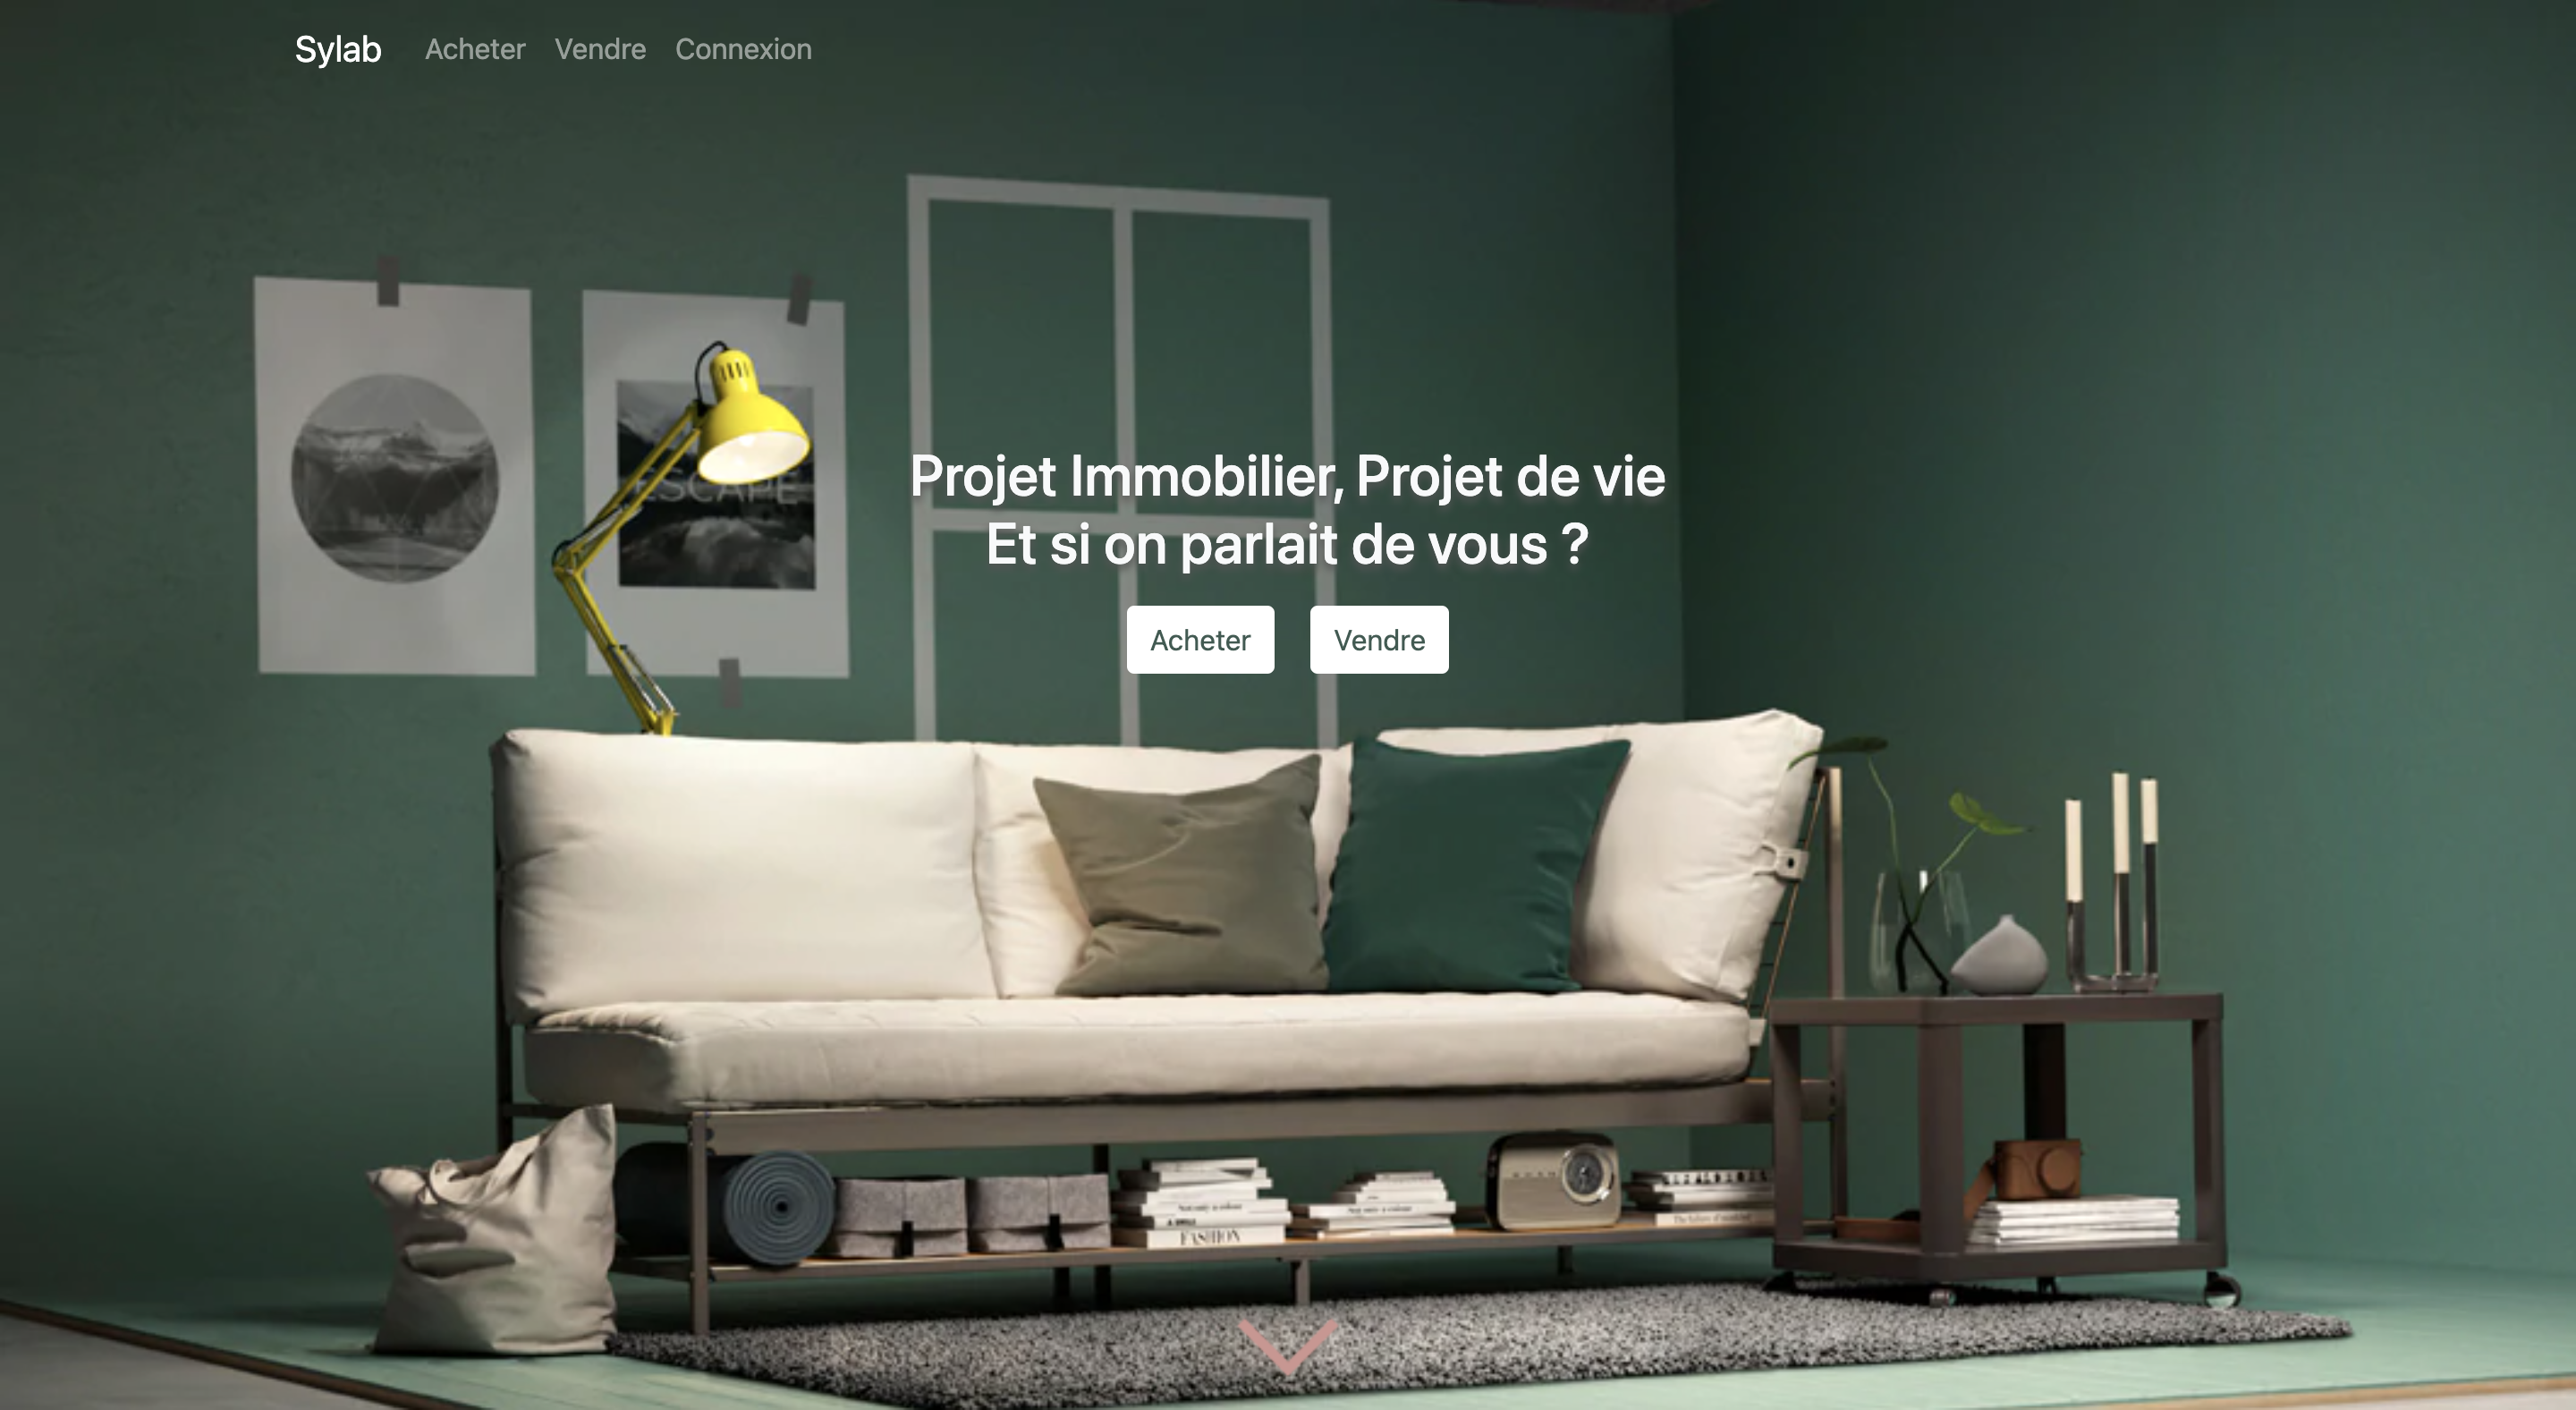 Sylab Acheter Vendre Connexion
ESCAPE
Projet Immobilier, Projet de vie
Et si on parlait de vous ?
Acheter Vendre
FASHION